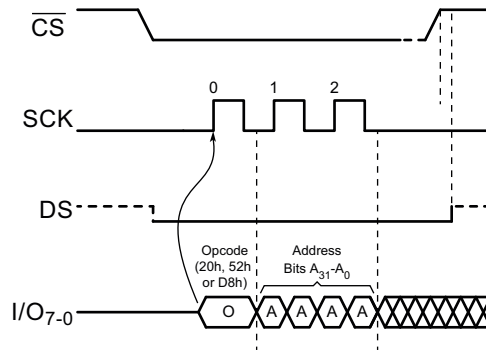 CS
0 1 2
SCK
DS
Opcode
(20h, 52h
or D8h)
Address
Bits A31-A0
I/O7-0
O A A A A